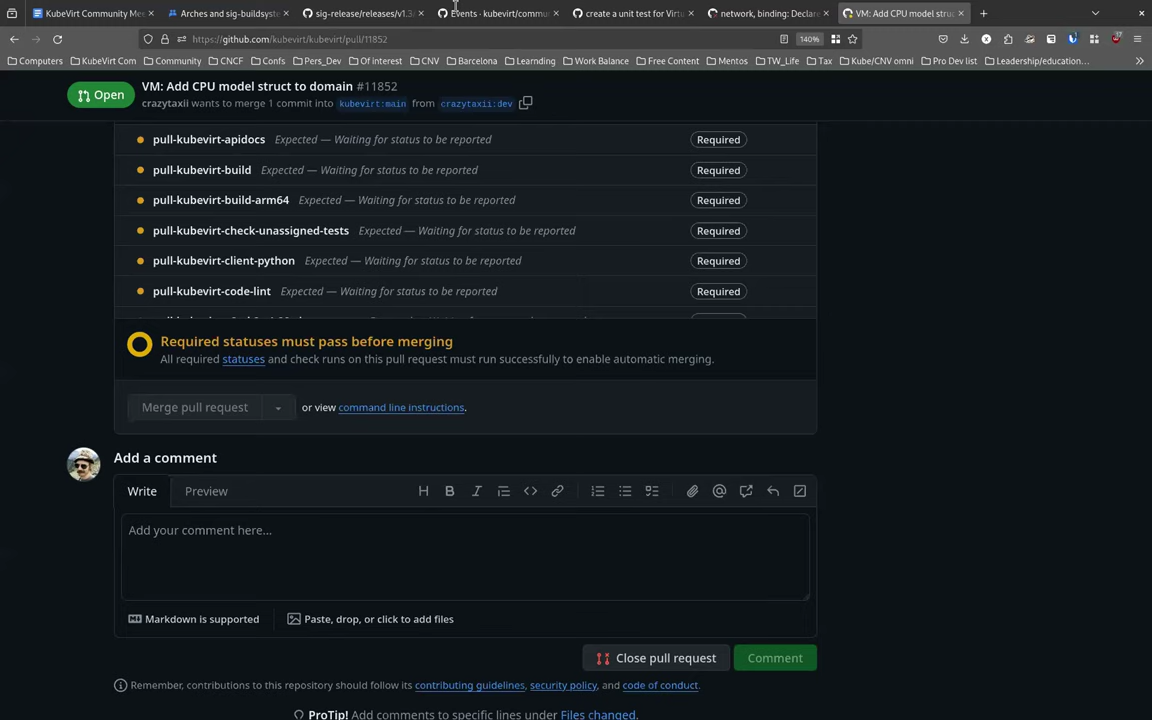 KubeVirt Community Mee
Arches and sig-buildsyste
sig-release/releases/v1.3
Events · kubevirt/commu
create a unit test for Virtu
network, binding: Declare
VM: Add CPU model struc
https://github.com/kubevirt/kubevirt/pull/11852
140%
Computers
KubeVirt Com
Community
CNCF
Confs
Pers_Dev
Of interest
CNV
Barcelona
Learnding
Work Balance
Free Content
Mentos
TW_Life
Tax
Kube/CNV omni
Pro Dev list
Leadership/education...
Open
VM: Add CPU model struct to domain #11852
crazytaxii wants to merge 1 commit into kubevirt:main from crazytaxii:dev
pull-kubevirt-apidocs Expected — Waiting for status to be reported Required
pull-kubevirt-build Expected — Waiting for status to be reported Required
pull-kubevirt-build-arm64 Expected — Waiting for status to be reported Required
pull-kubevirt-check-unassigned-tests Expected — Waiting for status to be reported Required
pull-kubevirt-client-python Expected — Waiting for status to be reported Required
pull-kubevirt-code-lint Expected — Waiting for status to be reported Required
Required statuses must pass before merging
All required statuses and check runs on this pull request must run successfully to enable automatic merging.
Merge pull request or view command line instructions.
Add a comment
Write Preview
Add your comment here...
Markdown is supported Paste, drop, or click to add files
Close pull request Comment
Remember, contributions to this repository should follow its contributing guidelines, security policy, and code of conduct.
ProTip! Add comments to specific lines under Files changed.